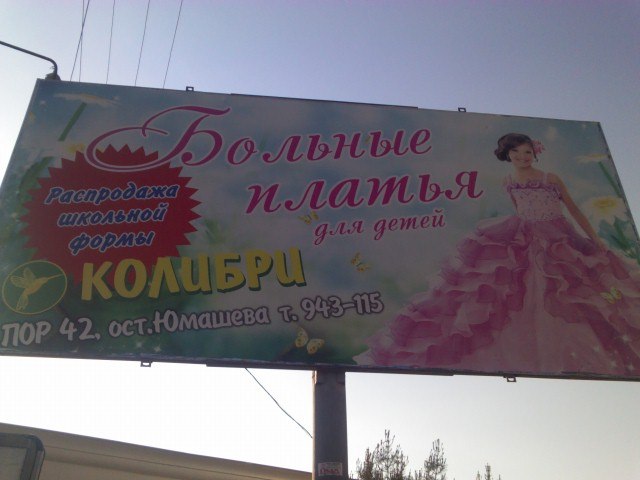 Больные
платья
для детей
Распродажа
школьной
формы
КОЛИБРИ
ПОР 42, ост.Юмашева т. 943-115